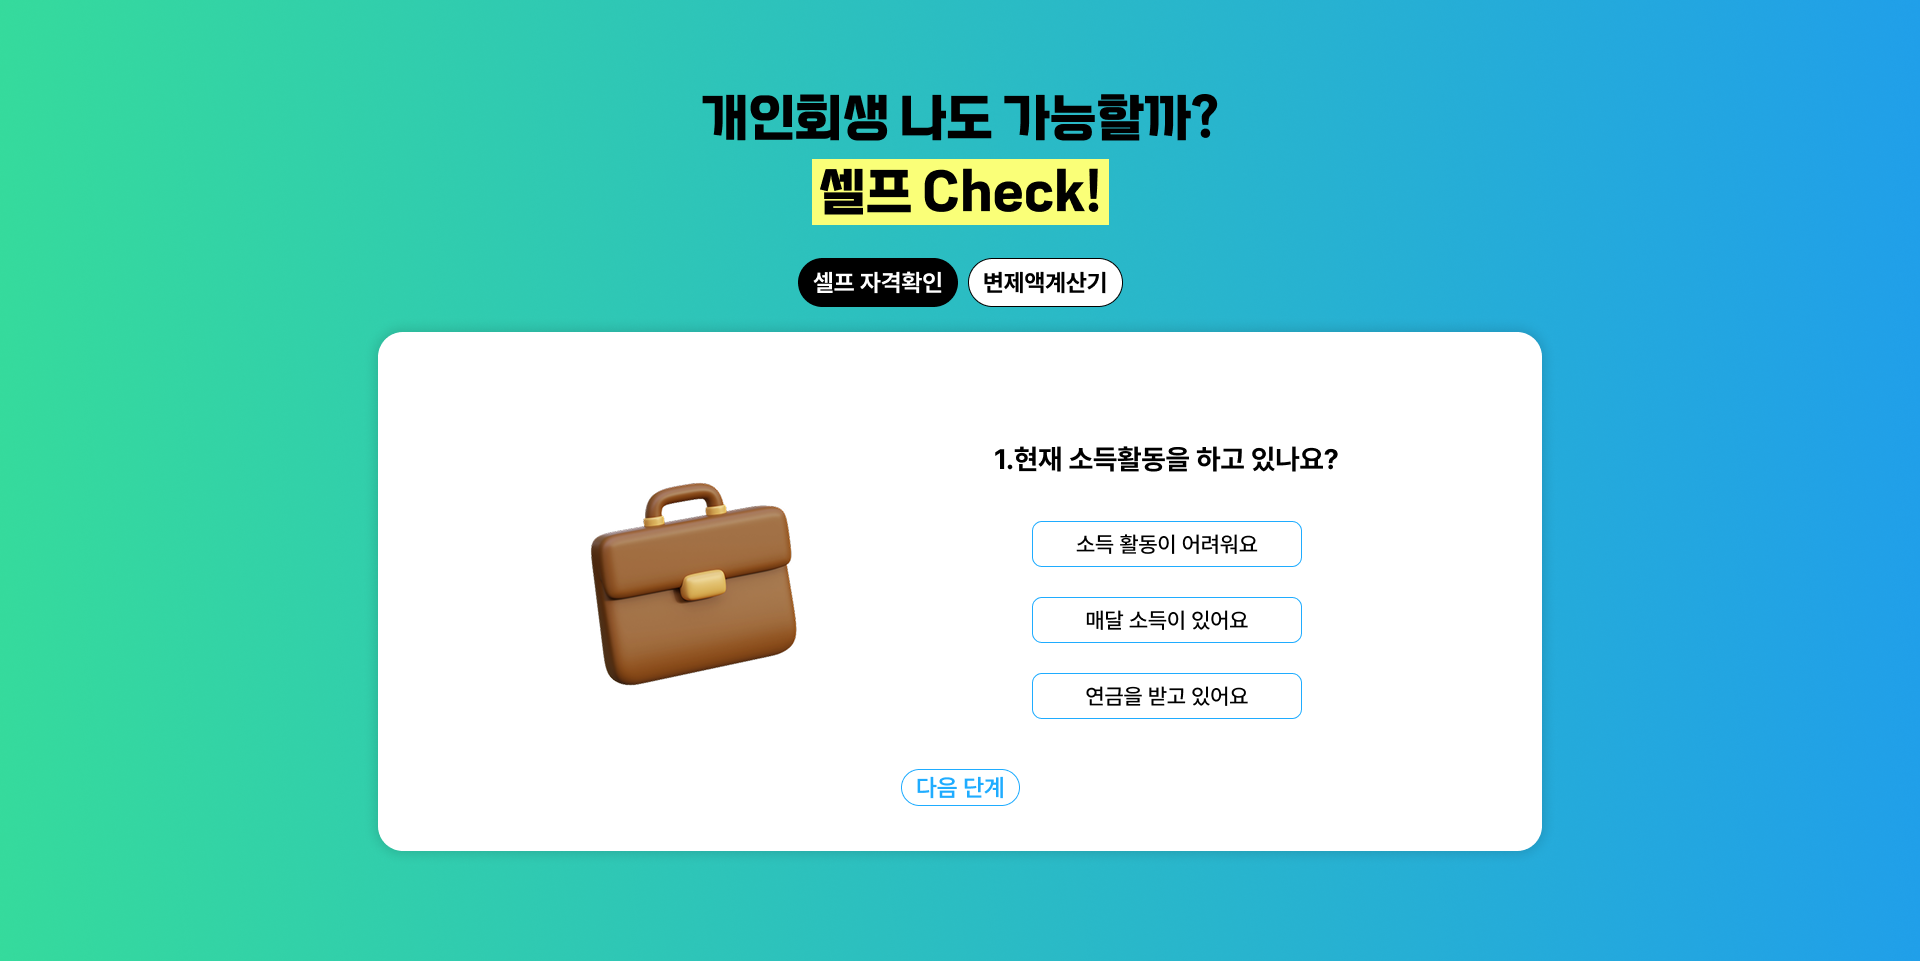 개인회생 나도 가능할까?
셀프 Check!
셀프 자격확인
변제액계산기
1.현재 소득활동을 하고 있나요?
소득 활동이 어려워요
매달 소득이 있어요
연금을 받고 있어요
다음 단계